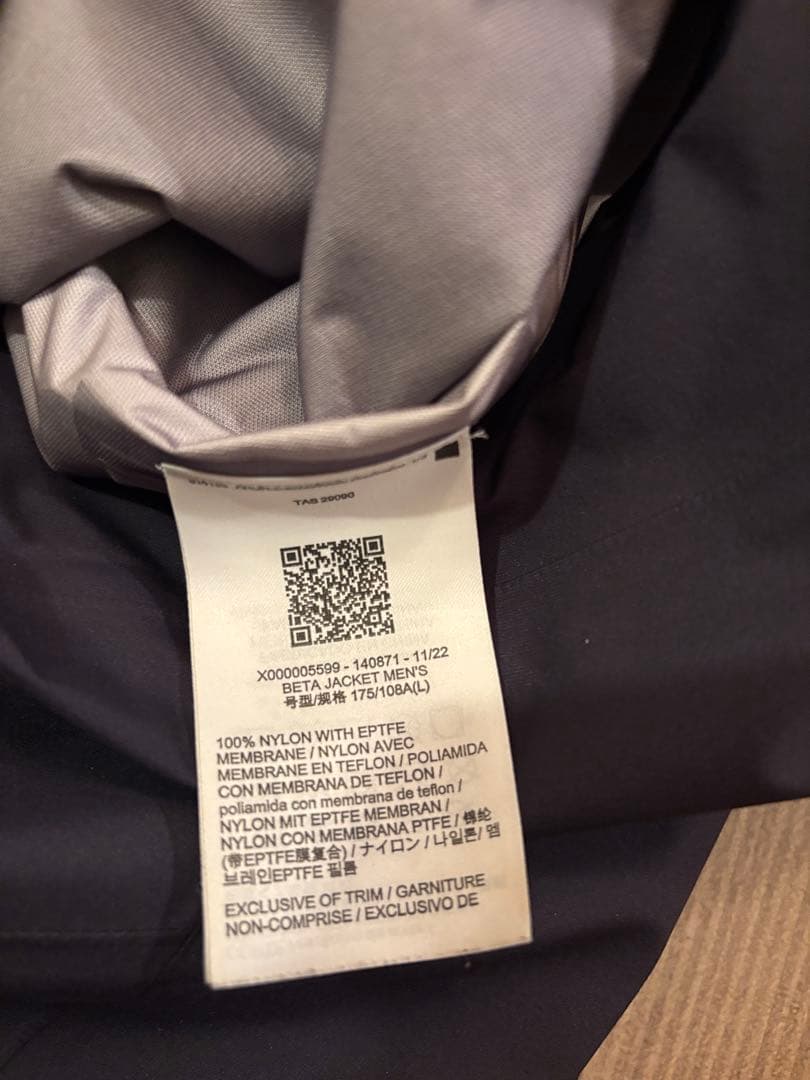 TAS 29090
X000005599 - 140871 - 11/22
BETA JACKET MEN'S
号型/规格 175/108A(L)
100% NYLON WITH EPTFE
MEMBRANE / NYLON AVEC
MEMBRANE EN TEFLON / POLIAMIDA
CON MEMBRANA DE TEFLON /
poliamida con membrana de teflon /
NYLON MIT EPTFE MEMBRAN /
NYLON CON MEMBRANA PTFE / 锦纶
(带EPTFE膜复合) / ナイロン / 나일론/ 멤
브레인EPTFE 필름
EXCLUSIVE OF TRIM / GARNITURE
NON-COMPRISE / EXCLUSIVO DE